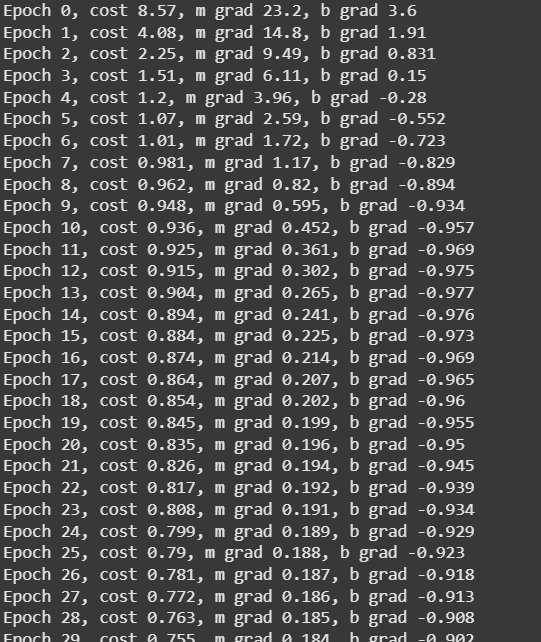 Epoch 0, cost 8.57, m grad 23.2, b grad 3.6
Epoch 1, cost 4.08, m grad 14.8, b grad 1.91
Epoch 2, cost 2.25, m grad 9.49, b grad 0.831
Epoch 3, cost 1.51, m grad 6.11, b grad 0.15
Epoch 4, cost 1.2, m grad 3.96, b grad -0.28
Epoch 5, cost 1.07, m grad 2.59, b grad -0.552
Epoch 6, cost 1.01, m grad 1.72, b grad -0.723
Epoch 7, cost 0.981, m grad 1.17, b grad -0.829
Epoch 8, cost 0.962, m grad 0.82, b grad -0.894
Epoch 9, cost 0.948, m grad 0.595, b grad -0.934
Epoch 10, cost 0.936, m grad 0.452, b grad -0.957
Epoch 11, cost 0.925, m grad 0.361, b grad -0.969
Epoch 12, cost 0.915, m grad 0.302, b grad -0.975
Epoch 13, cost 0.904, m grad 0.265, b grad -0.977
Epoch 14, cost 0.894, m grad 0.241, b grad -0.976
Epoch 15, cost 0.884, m grad 0.225, b grad -0.973
Epoch 16, cost 0.874, m grad 0.214, b grad -0.969
Epoch 17, cost 0.864, m grad 0.207, b grad -0.965
Epoch 18, cost 0.854, m grad 0.202, b grad -0.96
Epoch 19, cost 0.845, m grad 0.199, b grad -0.955
Epoch 20, cost 0.835, m grad 0.196, b grad -0.95
Epoch 21, cost 0.826, m grad 0.194, b grad -0.945
Epoch 22, cost 0.817, m grad 0.192, b grad -0.939
Epoch 23, cost 0.808, m grad 0.191, b grad -0.934
Epoch 24, cost 0.799, m grad 0.189, b grad -0.929
Epoch 25, cost 0.79, m grad 0.188, b grad -0.923
Epoch 26, cost 0.781, m grad 0.187, b grad -0.918
Epoch 27, cost 0.772, m grad 0.186, b grad -0.913
Epoch 28, cost 0.763, m grad 0.185, b grad -0.908
Epoch 29, cost 0.755, m grad 0.184, b grad -0.902